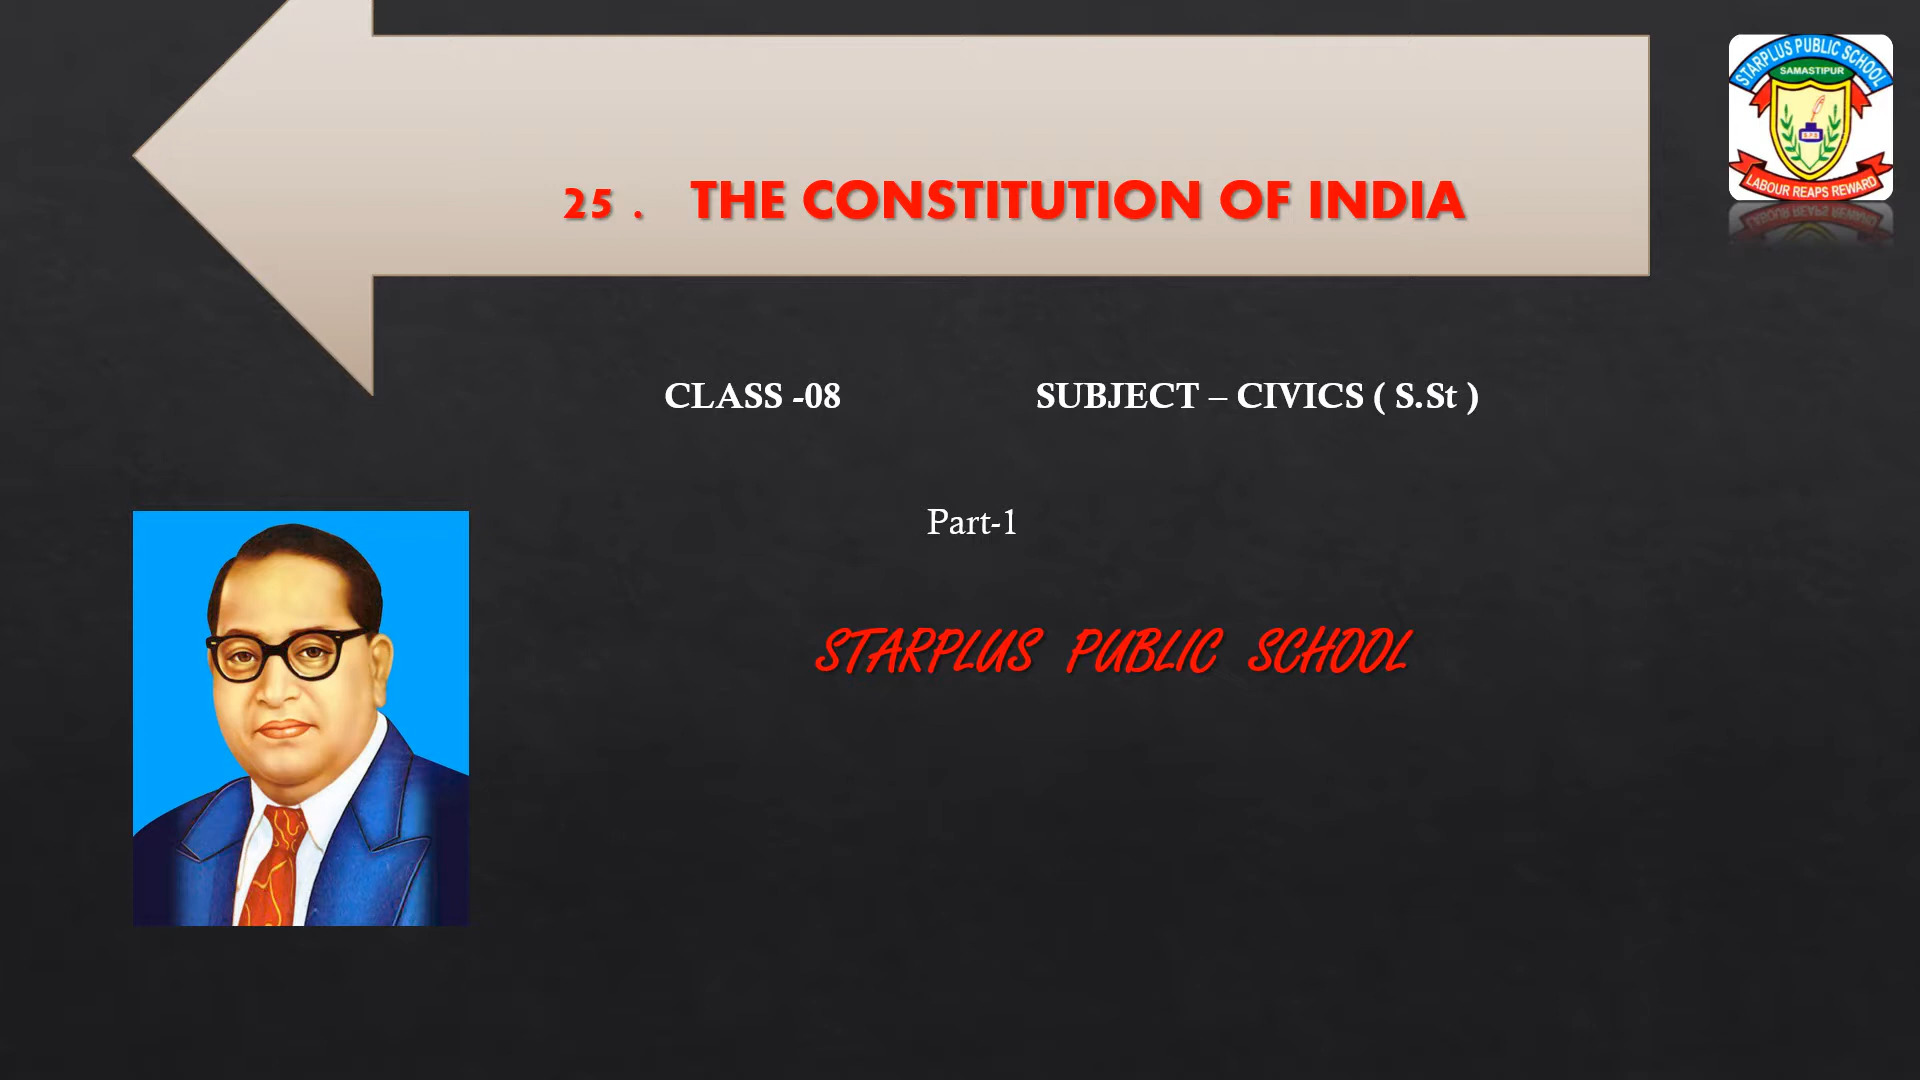 25 . THE CONSTITUTION OF INDIA
STARPLUS PUBLIC SCHOOL
SAMASTIPUR
LABOUR REAPS REWARD
CLASS -08 SUBJECT – CIVICS ( S.St )
Part-1
STARPLUS PUBLIC SCHOOL